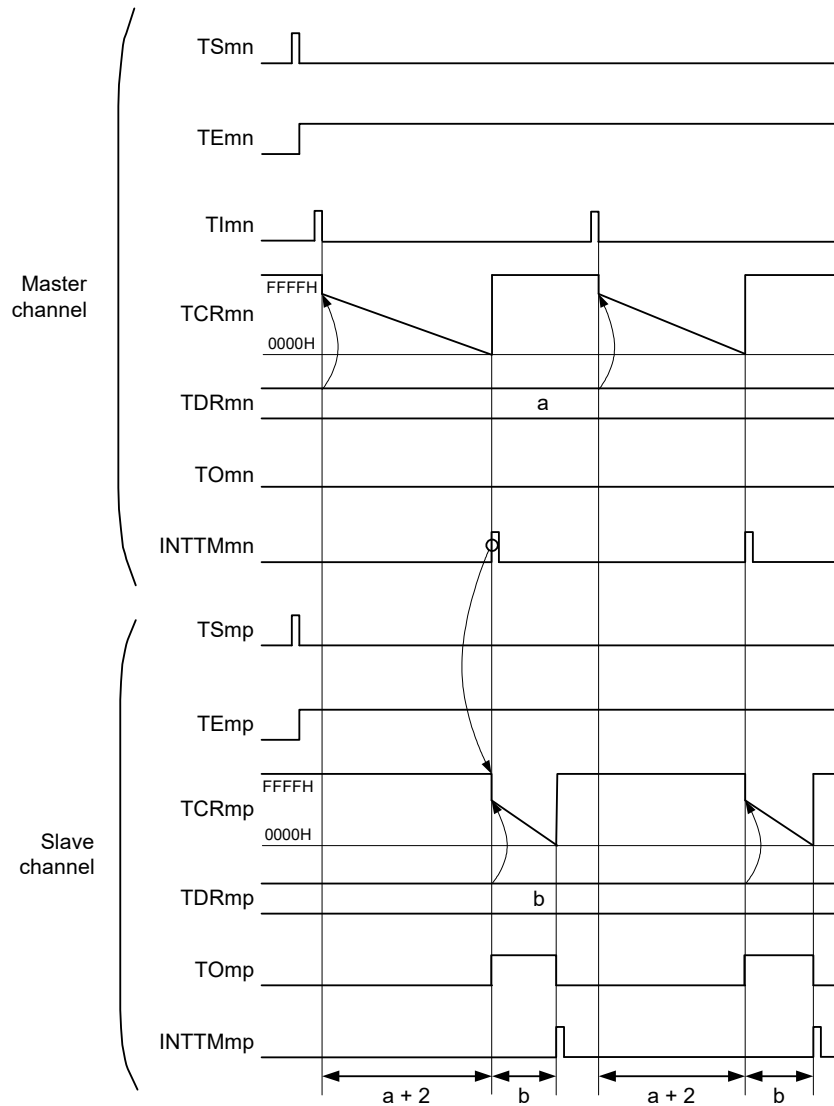 TSmn
TEmn
TImn
Master
channel
TCRmn
FFFFH
0000H
TDRmn
a
TOmn
INTTMmn
TSmp
TEmp
Slave
channel
TCRmp
FFFFH
0000H
TDRmp
b
TOmp
INTTMmp
a + 2 b a + 2 b